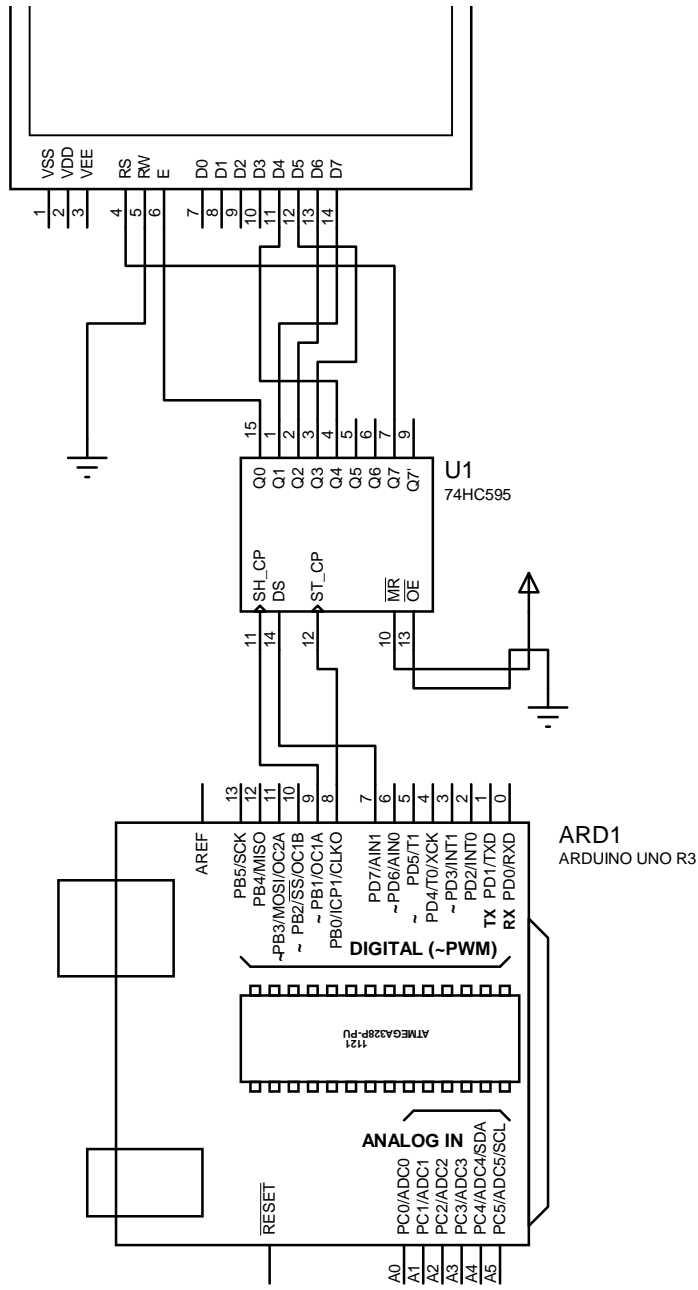 VSS VDD VEE RS RW E D0 D1 D2 D3 D4 D5 D6 D7
1 2 3 4 5 6 7 8 9 10 11 12 13 14
15 1 2 3 4 5 6 7 9
Q0 Q1 Q2 Q3 Q4 Q5 Q6 Q7 Q7'
U1
74HC595
SH_CP DS ST_CP MR OE
11 14 12 10 13
13 12 11 10 9 8 7 6 5 4 3 2 1 0
ARD1
ARDUINO UNO R3
AREF
PB5/SCK
PB4/MISO
~PB3/MOSI/OC2A
~ PB2/SS/OC1B
~ PB1/OC1A
PB0/ICP1/CLKO
PD7/AIN1
~PD6/AIN0
~ PD5/T1
PD4/T0/XCK
~ PD3/INT1
PD2/INT0
TX PD1/TXD
RX PD0/RXD
DIGITAL (~PWM)
ATMEGA328P-PU
1121
ANALOG IN
RESET
PC0/ADC0
PC1/ADC1
PC2/ADC2
PC3/ADC3
PC4/ADC4/SDA
PC5/ADC5/SCL
A0 A1 A2 A3 A4 A5